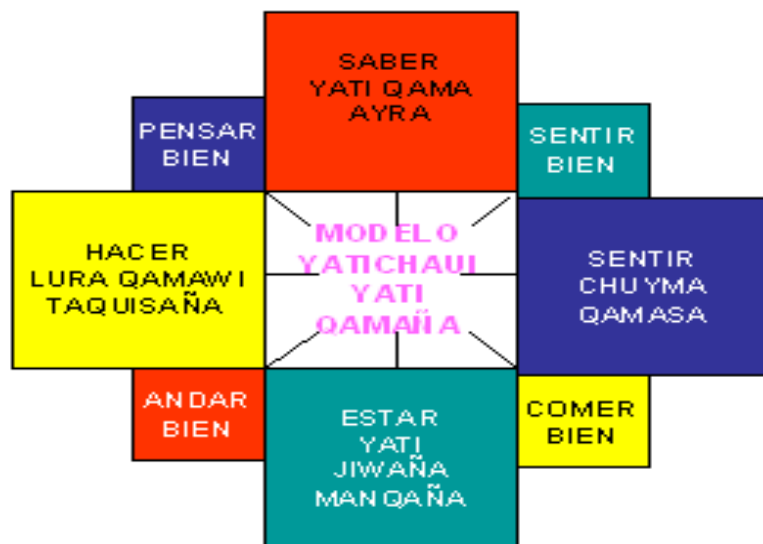 SABER
YATI QAMA
AYRA
PENSAR
BIEN
SENTIR
BIEN
HACER
LURA QAMAWI
TAQUISAÑA
MODELO
YATICHAUI
YATI
QAMAÑA
SENTIR
CHUYMA
QAMASA
ANDAR
BIEN
ESTAR
YATI
JIWAÑA
MANQAÑA
COMER
BIEN